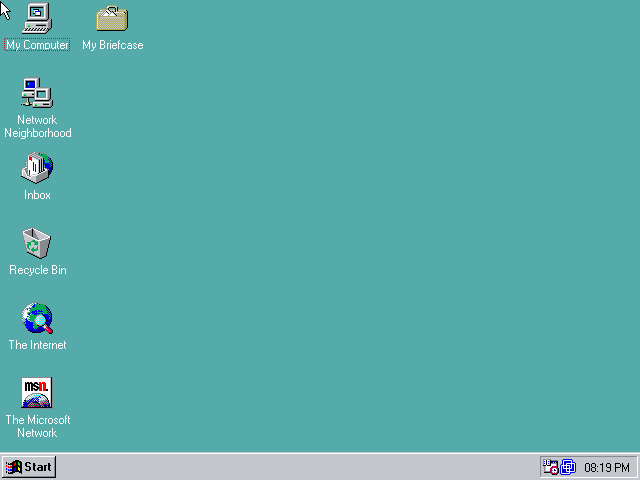 My Computer
My Briefcase
Network
Neighborhood
Inbox
Recycle Bin
The Internet
msn.
The Microsoft
Network
Start
08:19 PM